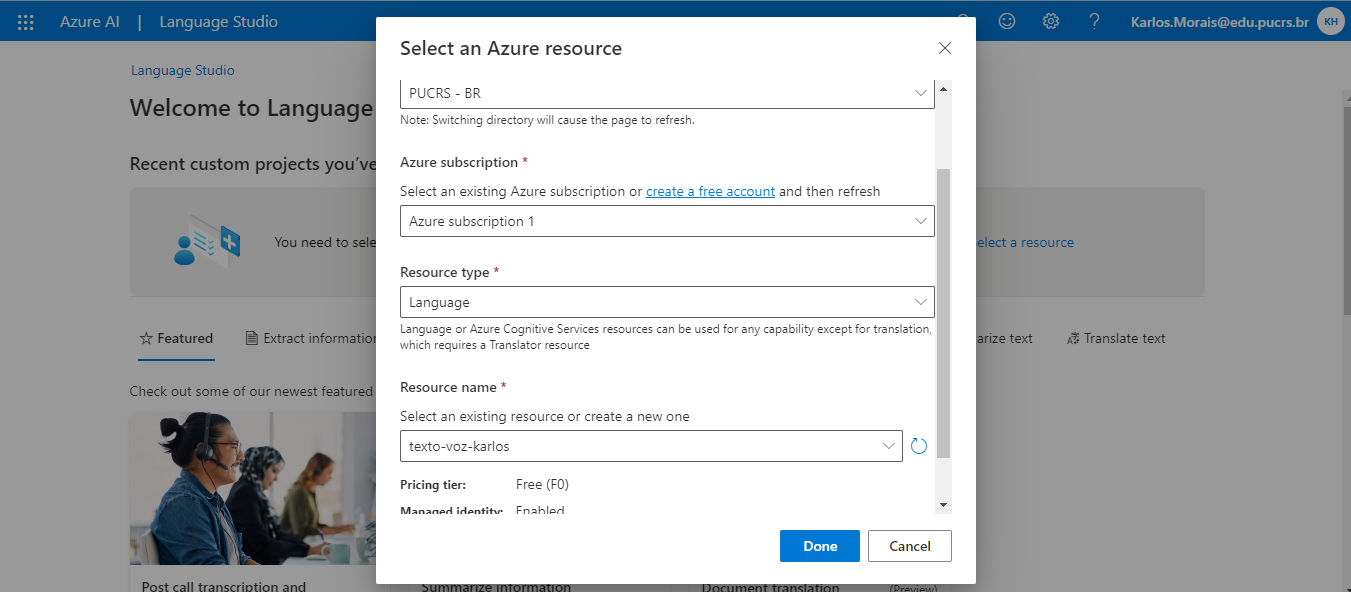 Azure AI | Language Studio
Karlos.Morais@edu.pucrs.br
KH
Language Studio
Welcome to Language
Recent custom projects you've
You need to sele
elect a resource
Featured
Extract information
arize text
Translate text
Check out some of our newest featured
Post call transcription and
Summarize information
Document translation
(Preview)
Select an Azure resource
PUCRS - BR
Note: Switching directory will cause the page to refresh.
Azure subscription *
Select an existing Azure subscription or create a free account and then refresh
Azure subscription 1
Resource type *
Language
Language or Azure Cognitive Services resources can be used for any capability except for translation,
which requires a Translator resource
Resource name *
Select an existing resource or create a new one
texto-voz-karlos
Pricing tier: Free (F0)
Managed identity: Enabled
Done
Cancel